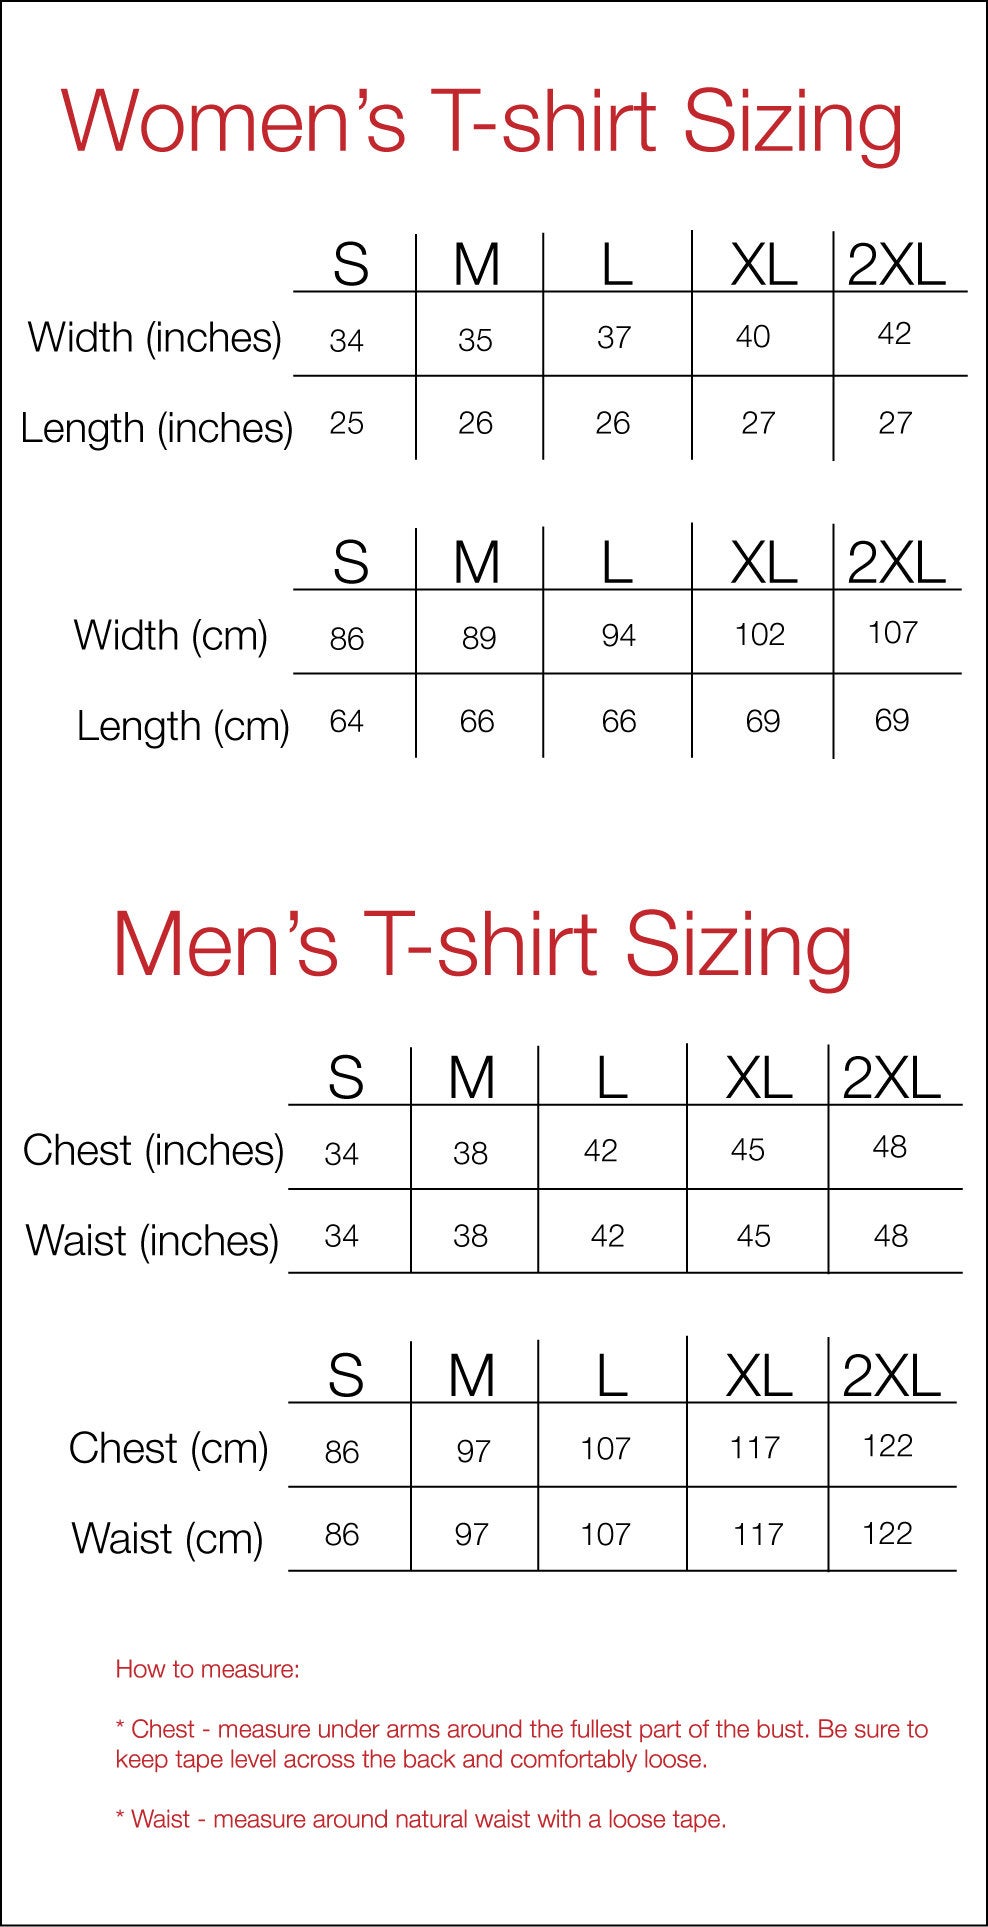 Women’s T-shirt Sizing
S M L XL 2XL
Width (inches) 34 35 37 40 42
Length (inches) 25 26 26 27 27
S M L XL 2XL
Width (cm) 86 89 94 102 107
Length (cm) 64 66 66 69 69
Men’s T-shirt Sizing
S M L XL 2XL
Chest (inches) 34 38 42 45 48
Waist (inches) 34 38 42 45 48
S M L XL 2XL
Chest (cm) 86 97 107 117 122
Waist (cm) 86 97 107 117 122
How to measure:
* Chest - measure under arms around the fullest part of the bust. Be sure to
keep tape level across the back and comfortably loose.
* Waist - measure around natural waist with a loose tape.